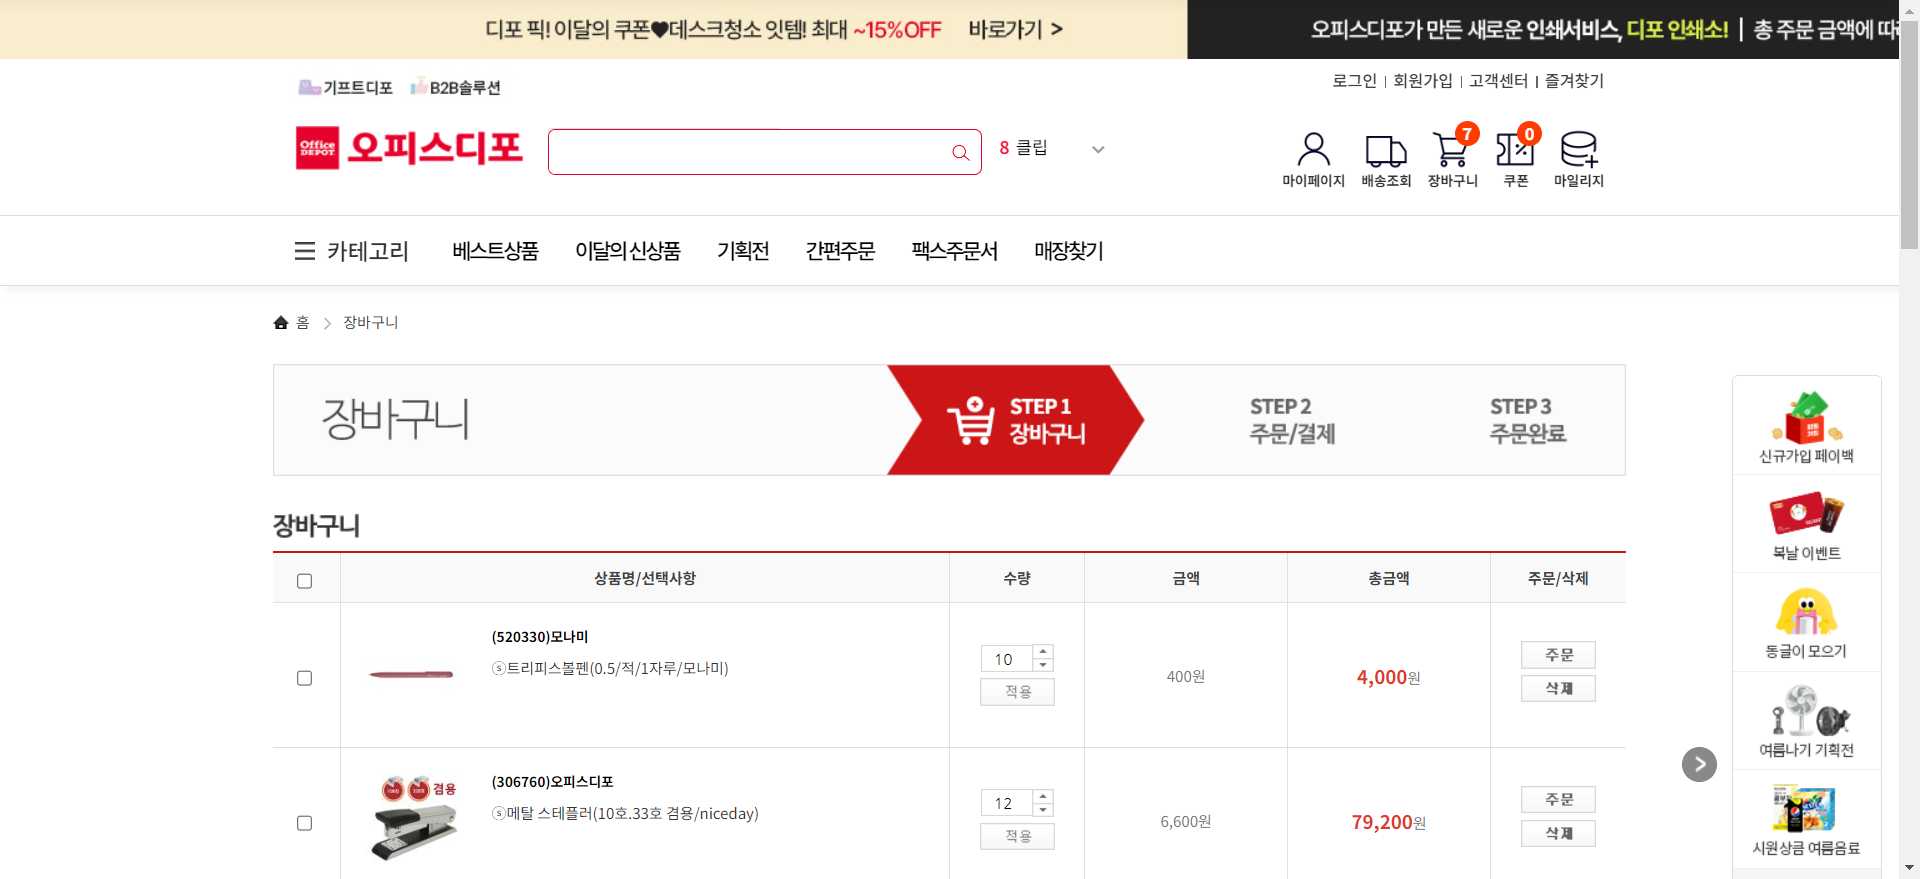 디포 픽! 이달의 쿠폰♥데스크청소 잇템! 최대 ~15%OFF 바로가기 >
오피스디포가 만든 새로운 인쇄서비스, 디포 인쇄소! | 총 주문 금액에 따라
기프트디포 B2B솔루션
로그인 | 회원가입 | 고객센터 | 즐겨찾기
Office DEPOT 오피스디포
8 클립
7
0
마이페이지 배송조회 장바구니 쿠폰 마일리지
카테고리 베스트상품 이달의 신상품 기획전 간편주문 팩스주문서 매장찾기
홈 > 장바구니
장바구니
STEP 1
장바구니
STEP 2
주문/결제
STEP 3
주문완료
신규가입 페이백
복날 이벤트
동글이 모으기
여름나기 기획전
시원상큼 여름음료
장바구니
상품명/선택사항 수량 금액 총금액 주문/삭제
(520330)모나미
ⓢ트리피스볼펜(0.5/적/1자루/모나미)
10
적용
400원
4,000원
주문
삭제
겸용
(306760)오피스디포
ⓢ메탈 스테플러(10호.33호 겸용/niceday)
12
적용
6,600원
79,200원
주문
삭제